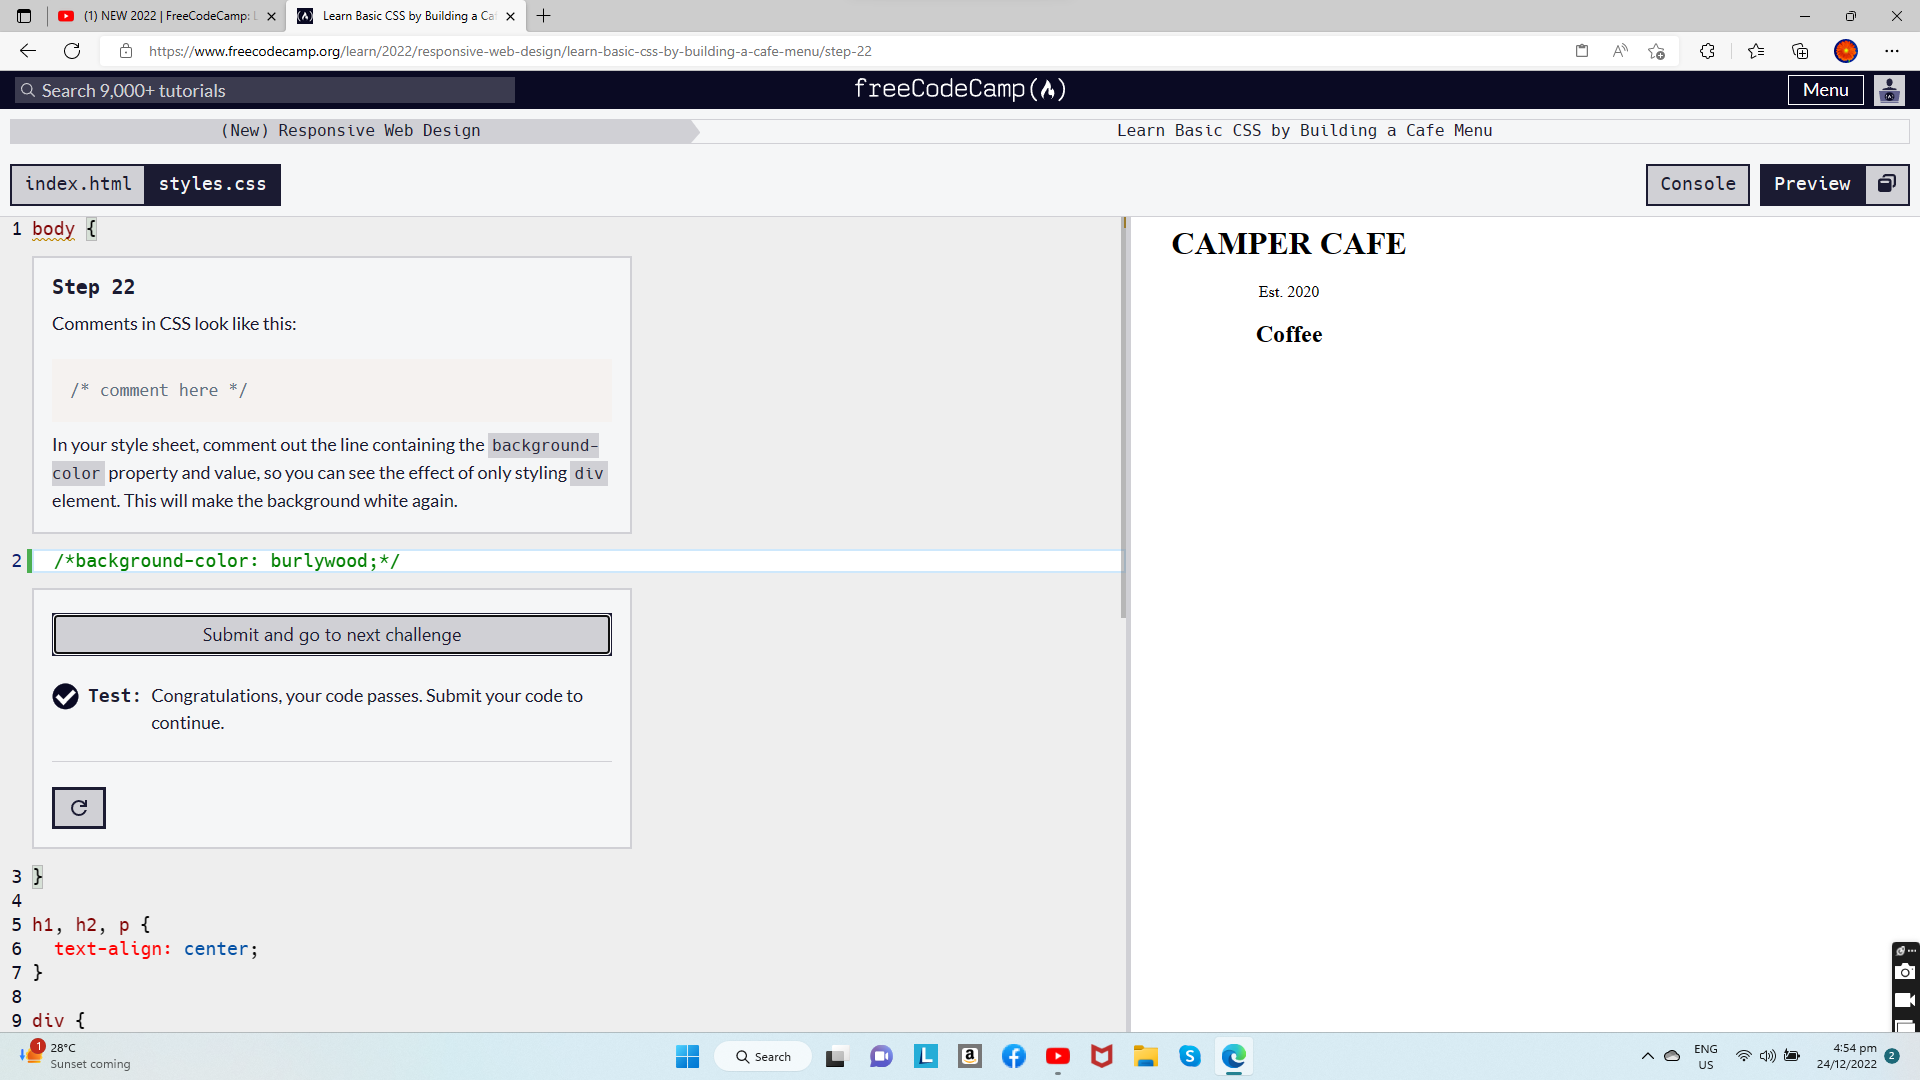 (1) NEW 2022 | FreeCodeCamp:
Learn Basic CSS by Building a Caf
https://www.freecodecamp.org/learn/2022/responsive-web-design/learn-basic-css-by-building-a-cafe-menu/step-22
Search 9,000+ tutorials
freeCodeCamp
Menu
(New) Responsive Web Design
Learn Basic CSS by Building a Cafe Menu
index.html
styles.css
Console
Preview
1 body {
Step 22
Comments in CSS look like this:
/* comment here */
In your style sheet, comment out the line containing the background-
color property and value, so you can see the effect of only styling div
element. This will make the background white again.
2 /*background-color: burlywood;*/
Submit and go to next challenge
Test: Congratulations, your code passes. Submit your code to
continue.
3 }
4
5 h1, h2, p {
6 text-align: center;
7 }
8
9 div {
CAMPER CAFE
Est. 2020
Coffee
1
28°C
Sunset coming
Search
L
a
S
ENG
US
4:54 pm
24/12/2022
2